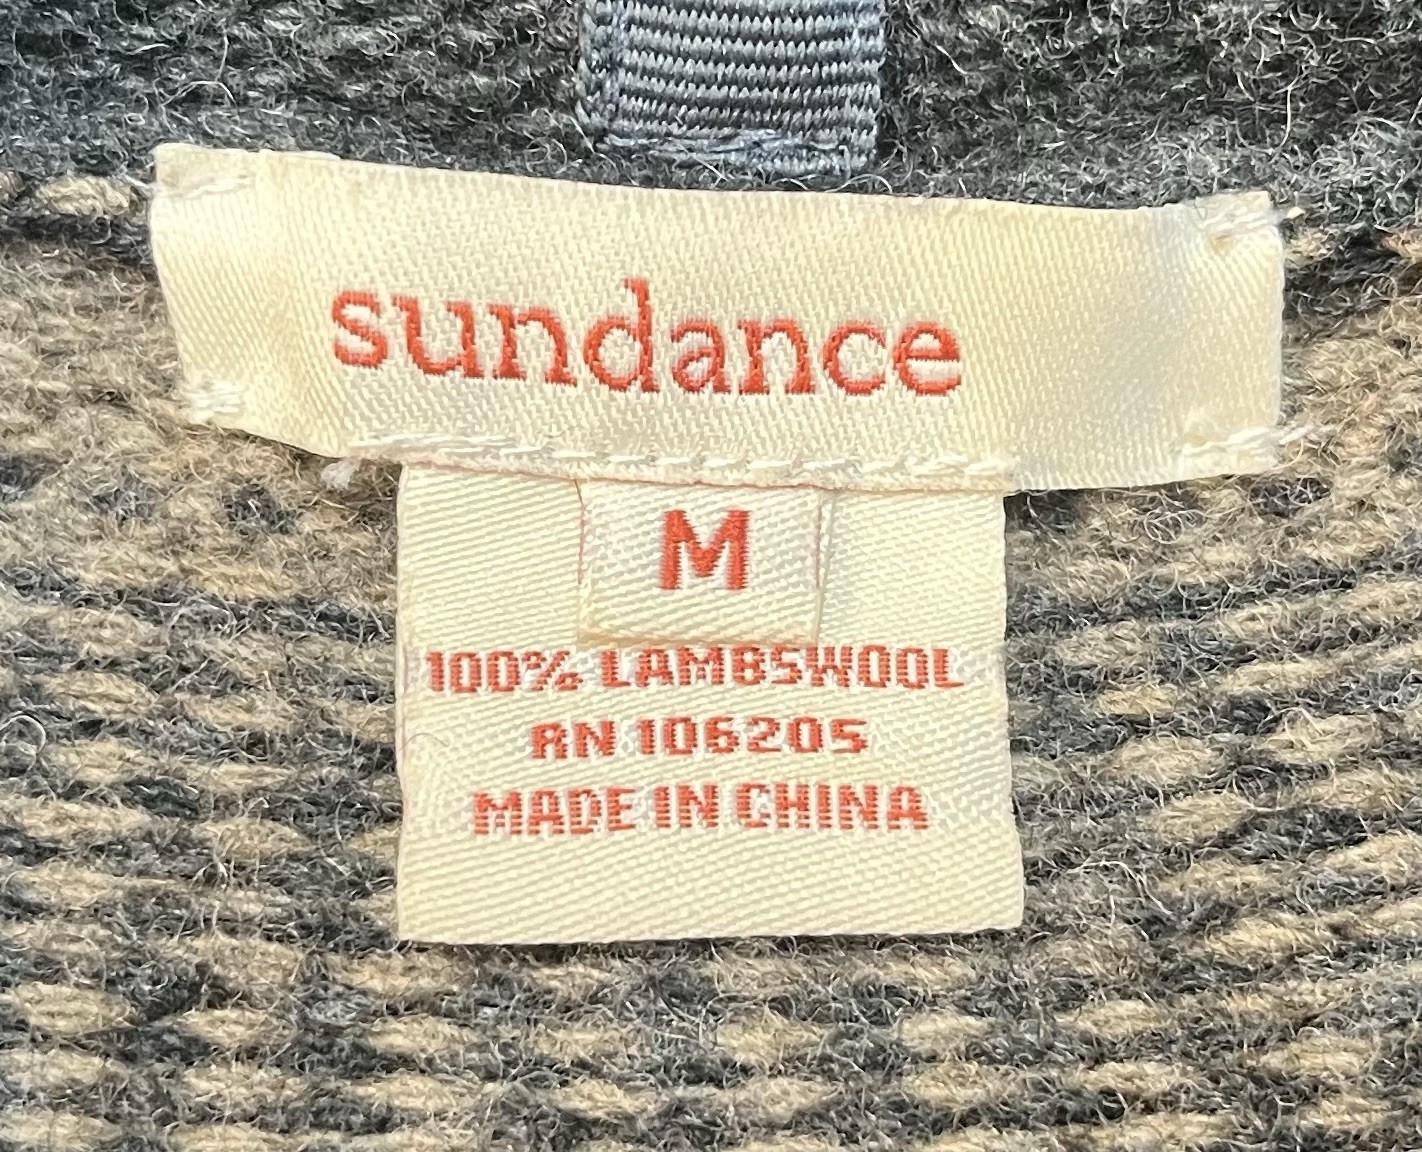 sundance
M
100% LAMBSWOOL
RN 106205
MADE IN CHINA